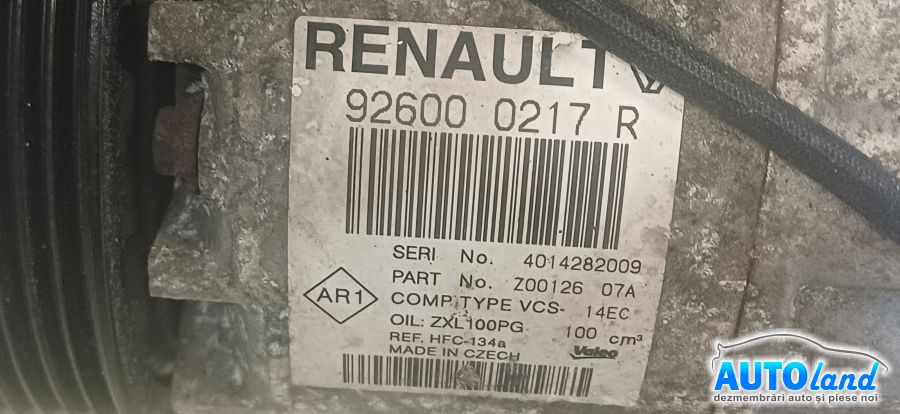 RENAULT
92600 0217 R
SERI No. 4014282009
PART No. Z00126 07A
AR1
COMP.TYPE VCS- 14EC
OIL: ZXL100PG 100 cm³
REF. HFC-134a
MADE IN CZECH
Valeo
AUTOland
dezmembrări auto și piese noi